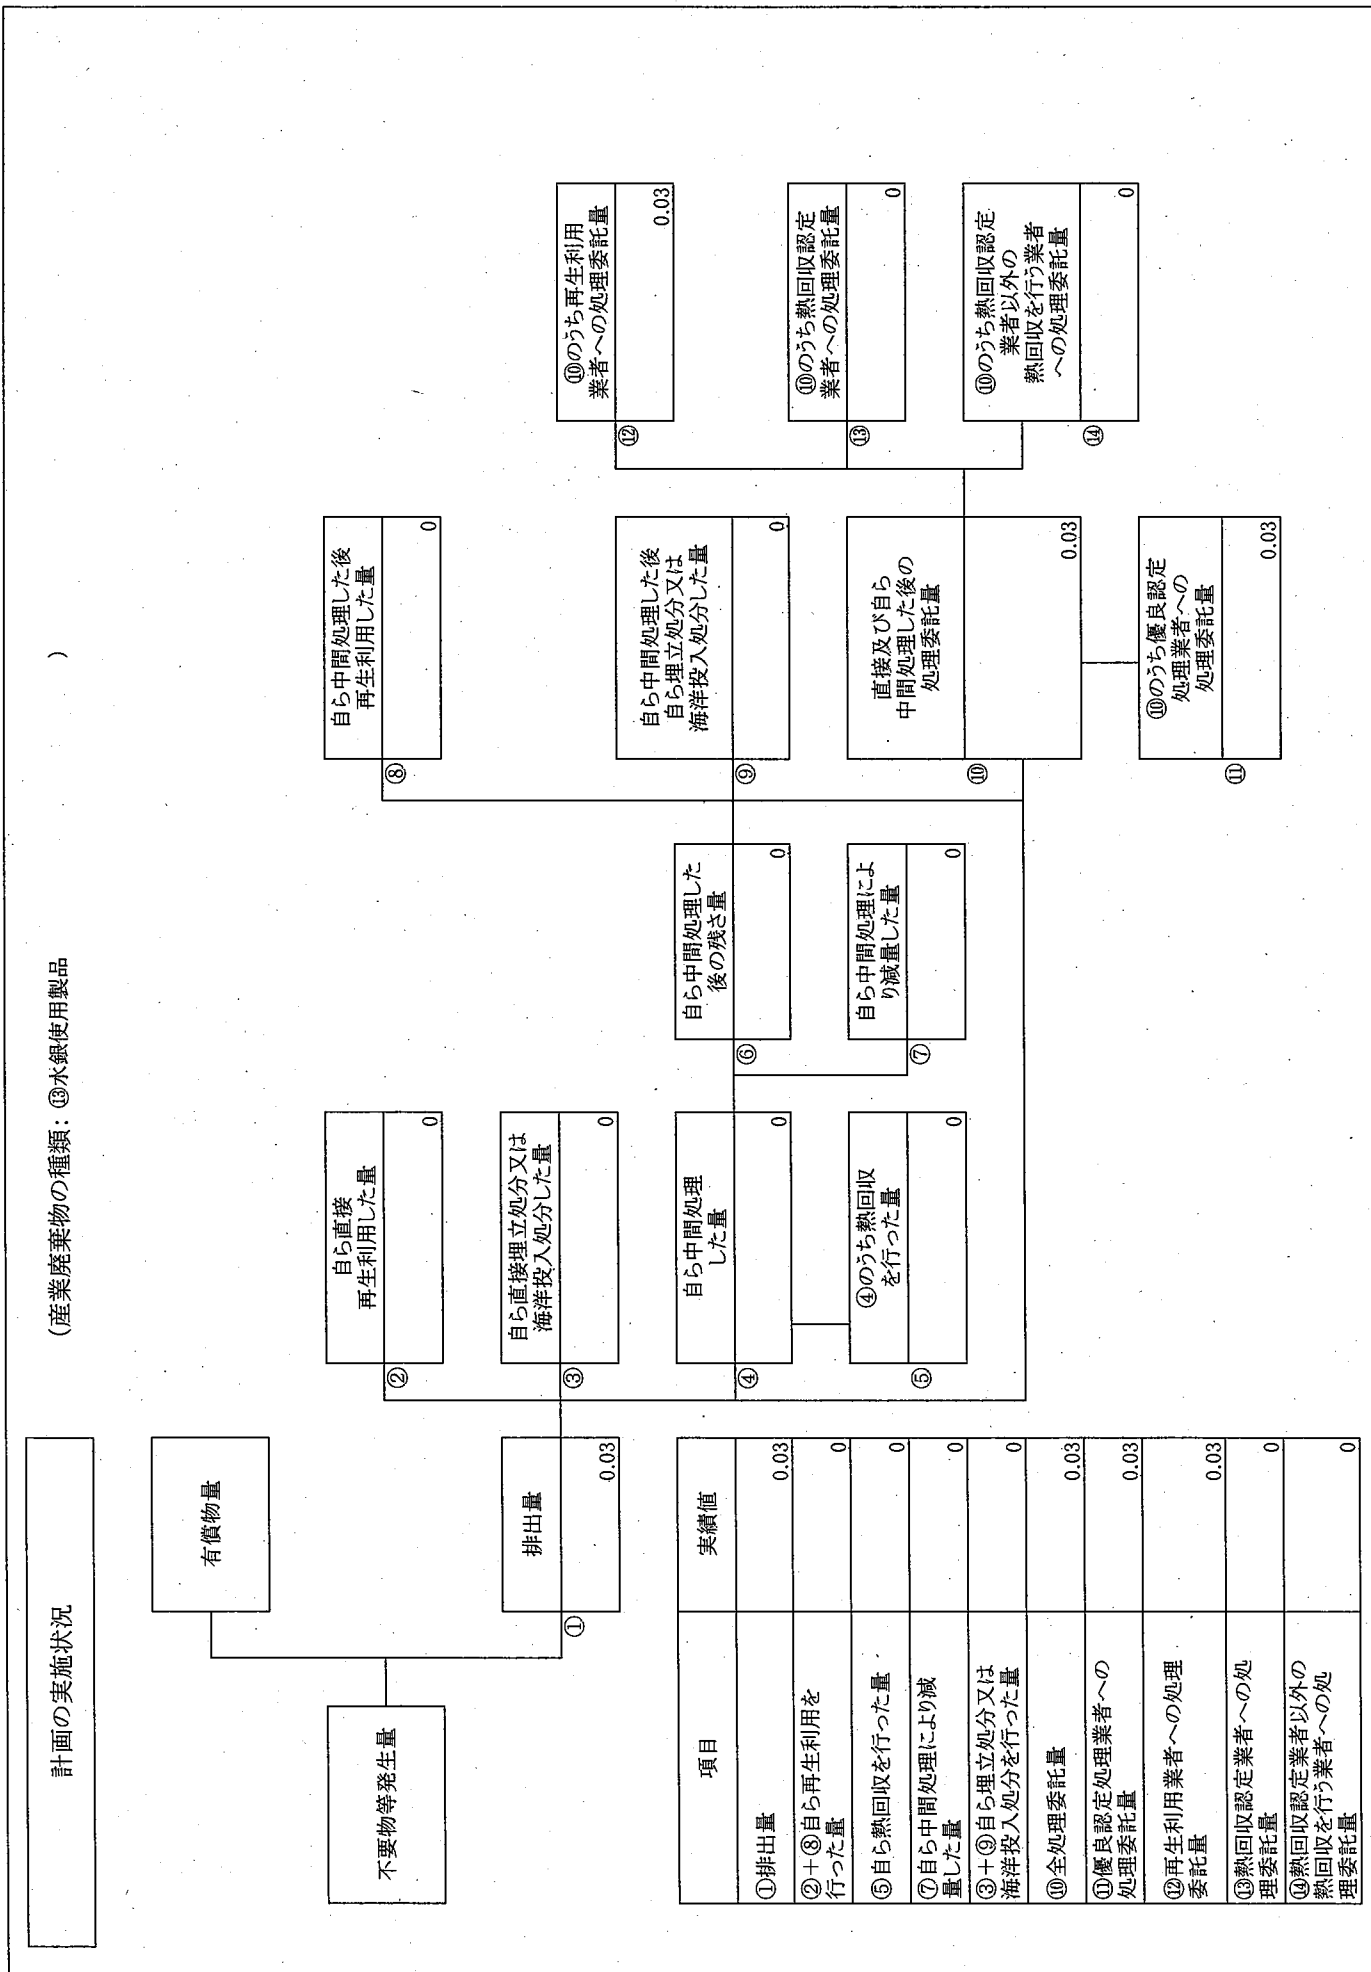 計画の実施状況
(産業廃棄物の種類：⑬水銀使用製品
)
不要物等発生量
有償物量
①
排出量
0.03
②
自ら直接
再生利用した量
0
③
自ら直接埋立処分又は
海洋投入処分した量
0
④
自ら中間処理
した量
0
⑤
④のうち熱回収
を行った量
0
⑥
自ら中間処理した
後の残さ量
0
⑦
自ら中間処理によ
り減量した量
0
⑧
自ら中間処理した後
再生利用した量
0
⑨
自ら中間処理した後
自ら埋立処分又は
海洋投入処分した量
0
⑩
直接及び自ら
中間処理した後の
処理委託量
0.03
⑪
⑩のうち優良認定
処理業者への
処理委託量
0.03
⑫
⑩のうち再生利用
業者への処理委託量
0.03
⑬
⑩のうち熱回収認定
業者への処理委託量
0
⑭
⑩のうち熱回収認定
業者以外の
熱回収を行う業者
への処理委託量
0
項目 実績値
①排出量 0.03
②＋⑧自ら再生利用を
行った量 0
⑤自ら熱回収を行った量 0
⑦自ら中間処理により減
量した量 0
③＋⑨自ら埋立処分又は
海洋投入処分を行った量 0
⑩全処理委託量 0.03
⑪優良認定処理業者への
処理委託量 0.03
⑫再生利用業者への処理
委託量 0.03
⑬熱回収認定業者への処
理委託量 0
⑭熱回収認定業者以外の
熱回収を行う業者への処
理委託量 0